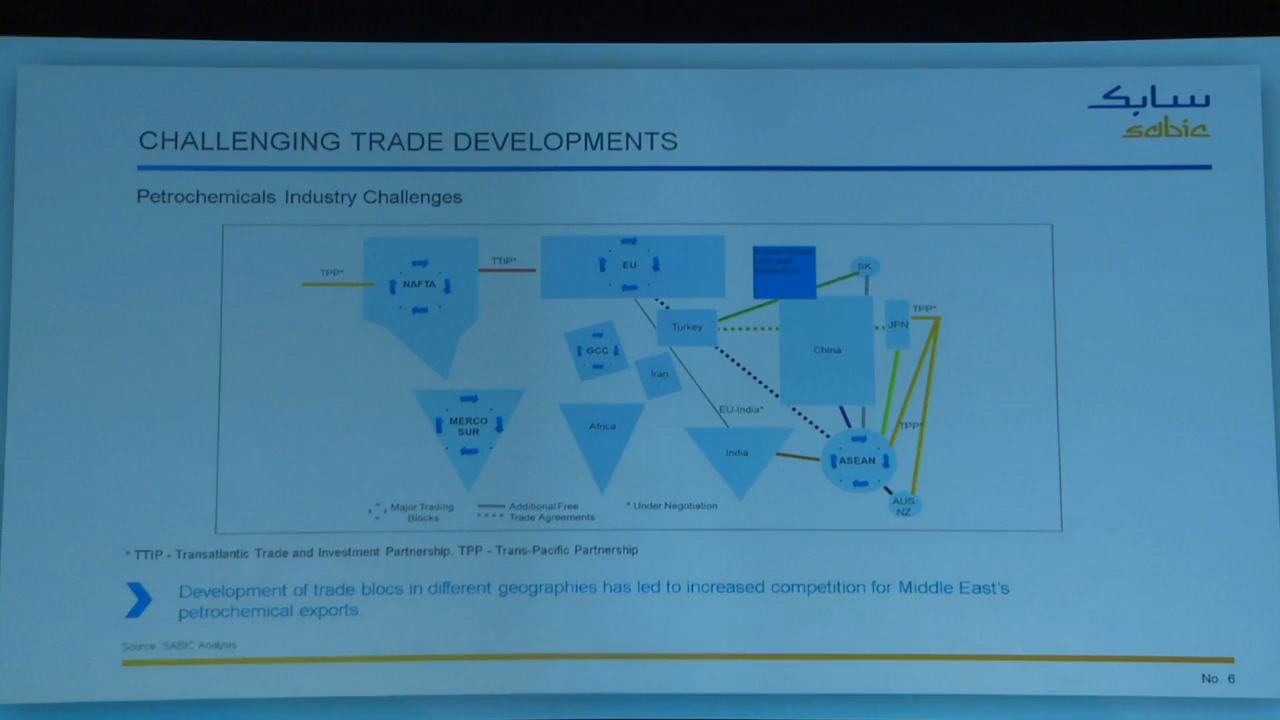 سابك
sabic
CHALLENGING TRADE DEVELOPMENTS
Petrochemicals Industry Challenges
TPP*
NAFTA
TTIP*
EU
SK
Turkey
China
JPN
TPP*
GCC
Iran
MERCO
SUR
Africa
EU-India*
India
TPP*
ASEAN
AUS
NZ
Major Trading
Blocks
Additional Free
Trade Agreements
* Under Negotiation
* TTIP - Transatlantic Trade and Investment Partnership, TPP - Trans-Pacific Partnership
Development of trade blocs in different geographies has led to increased competition for Middle East's
petrochemical exports.
Source: SABIC Analysis
No. 6